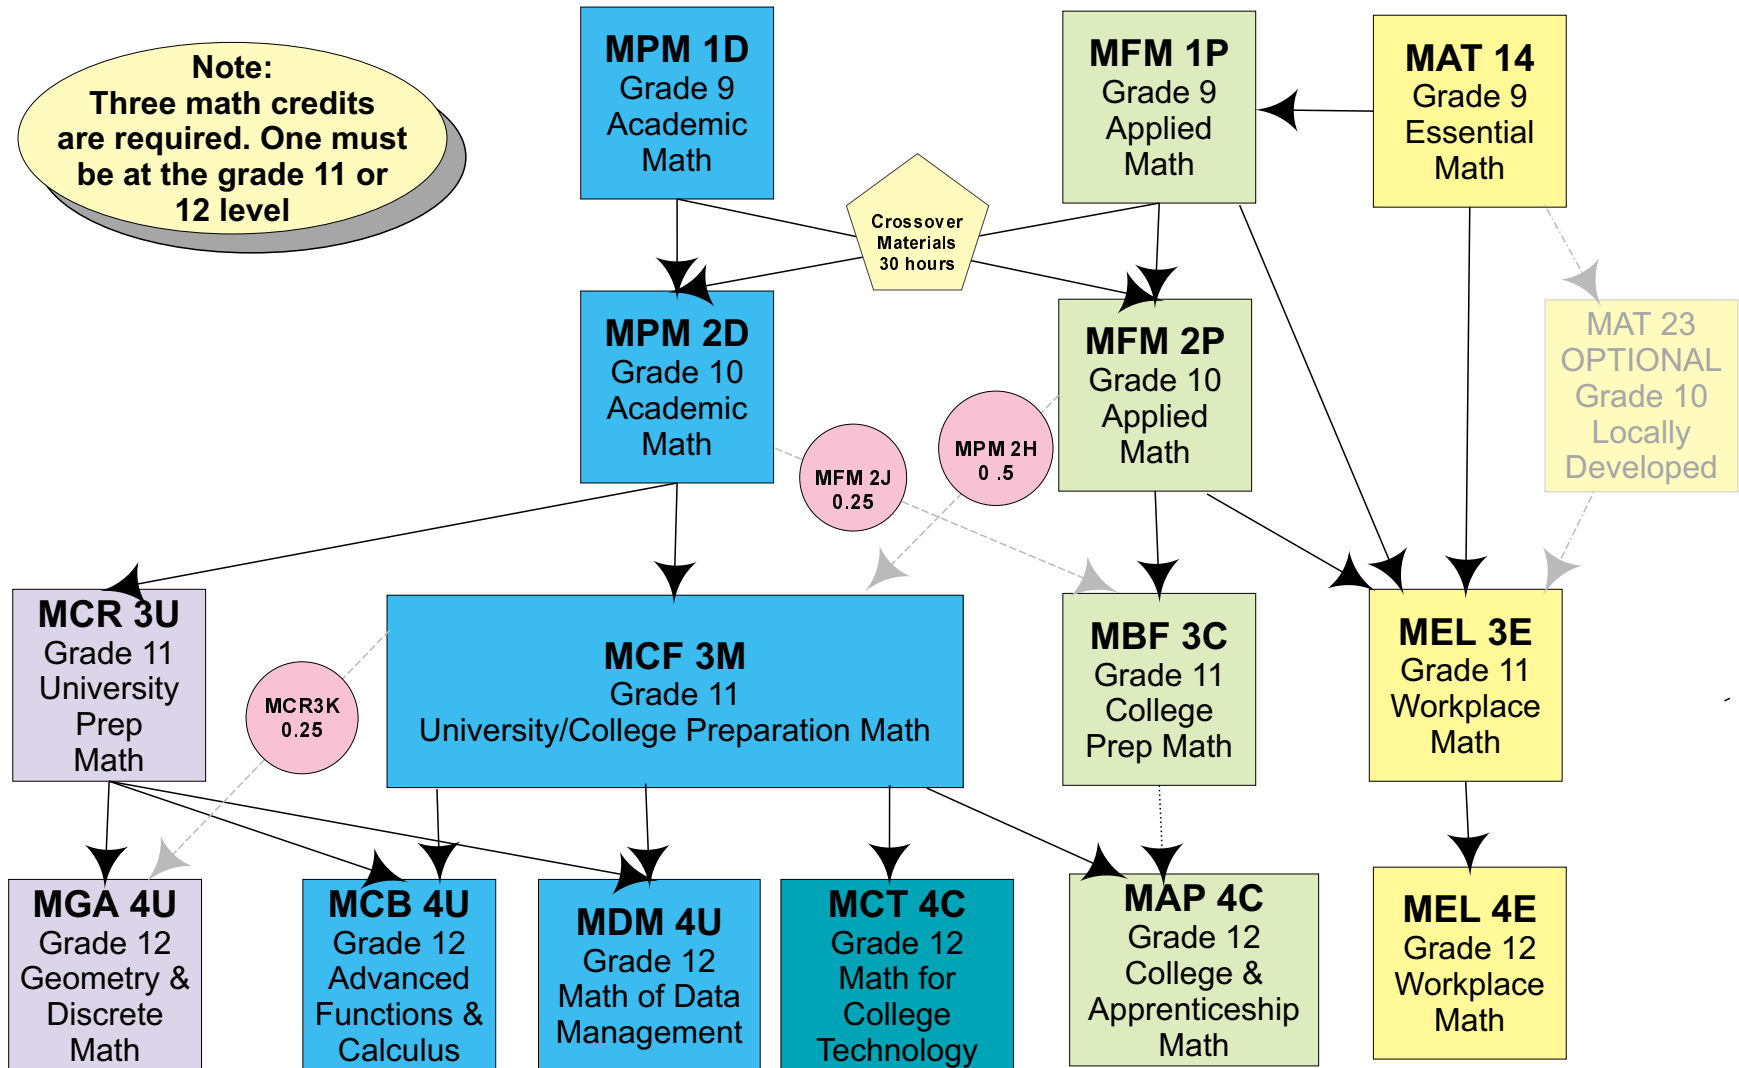 Note:
Three math credits
are required. One must
be at the grade 11 or
12 level
MPM 1D
Grade 9
Academic
Math
MFM 1P
Grade 9
Applied
Math
MAT 14
Grade 9
Essential
Math
Crossover
Materials
30 hours
MPM 2D
Grade 10
Academic
Math
MFM 2P
Grade 10
Applied
Math
MAT 23
OPTIONAL
Grade 10
Locally
Developed
MFM 2J
0.25
MPM 2H
0 .5
MCR 3U
Grade 11
University
Prep
Math
MCR3K
0.25
MCF 3M
Grade 11
University/College Preparation Math
MBF 3C
Grade 11
College
Prep Math
MEL 3E
Grade 11
Workplace
Math
MGA 4U
Grade 12
Geometry &
Discrete
Math
MCB 4U
Grade 12
Advanced
Functions &
Calculus
MDM 4U
Grade 12
Math of Data
Management
MCT 4C
Grade 12
Math for
College
Technology
MAP 4C
Grade 12
College &
Apprenticeship
Math
MEL 4E
Grade 12
Workplace
Math